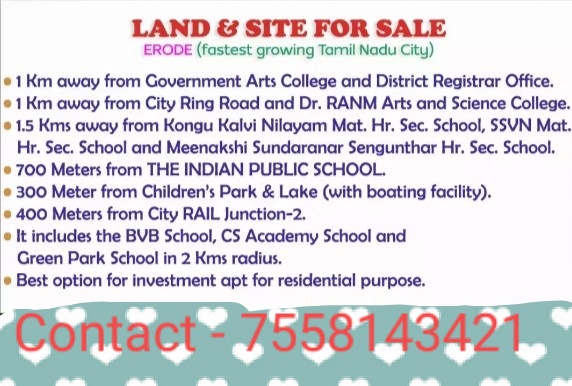 LAND & SITE FOR SALE
ERODE (fastest growing Tamil Nadu City)
• 1 Km away from Government Arts College and District Registrar Office.
• 1 Km away from City Ring Road and Dr. RANM Arts and Science College.
• 1.5 Kms away from Kongu Kalvi Nilayam Mat. Hr. Sec. School, SSVN Mat.
Hr. Sec. School and Meenakshi Sundaranar Sengunthar Hr. Sec. School.
• 700 Meters from THE INDIAN PUBLIC SCHOOL.
• 300 Meter from Children's Park & Lake (with boating facility).
• 400 Meters from City RAIL Junction-2.
• It includes the BVB School, CS Academy School and
Green Park School in 2 Kms radius.
• Best option for investment apt for residential purpose.
Contact - 7558143421